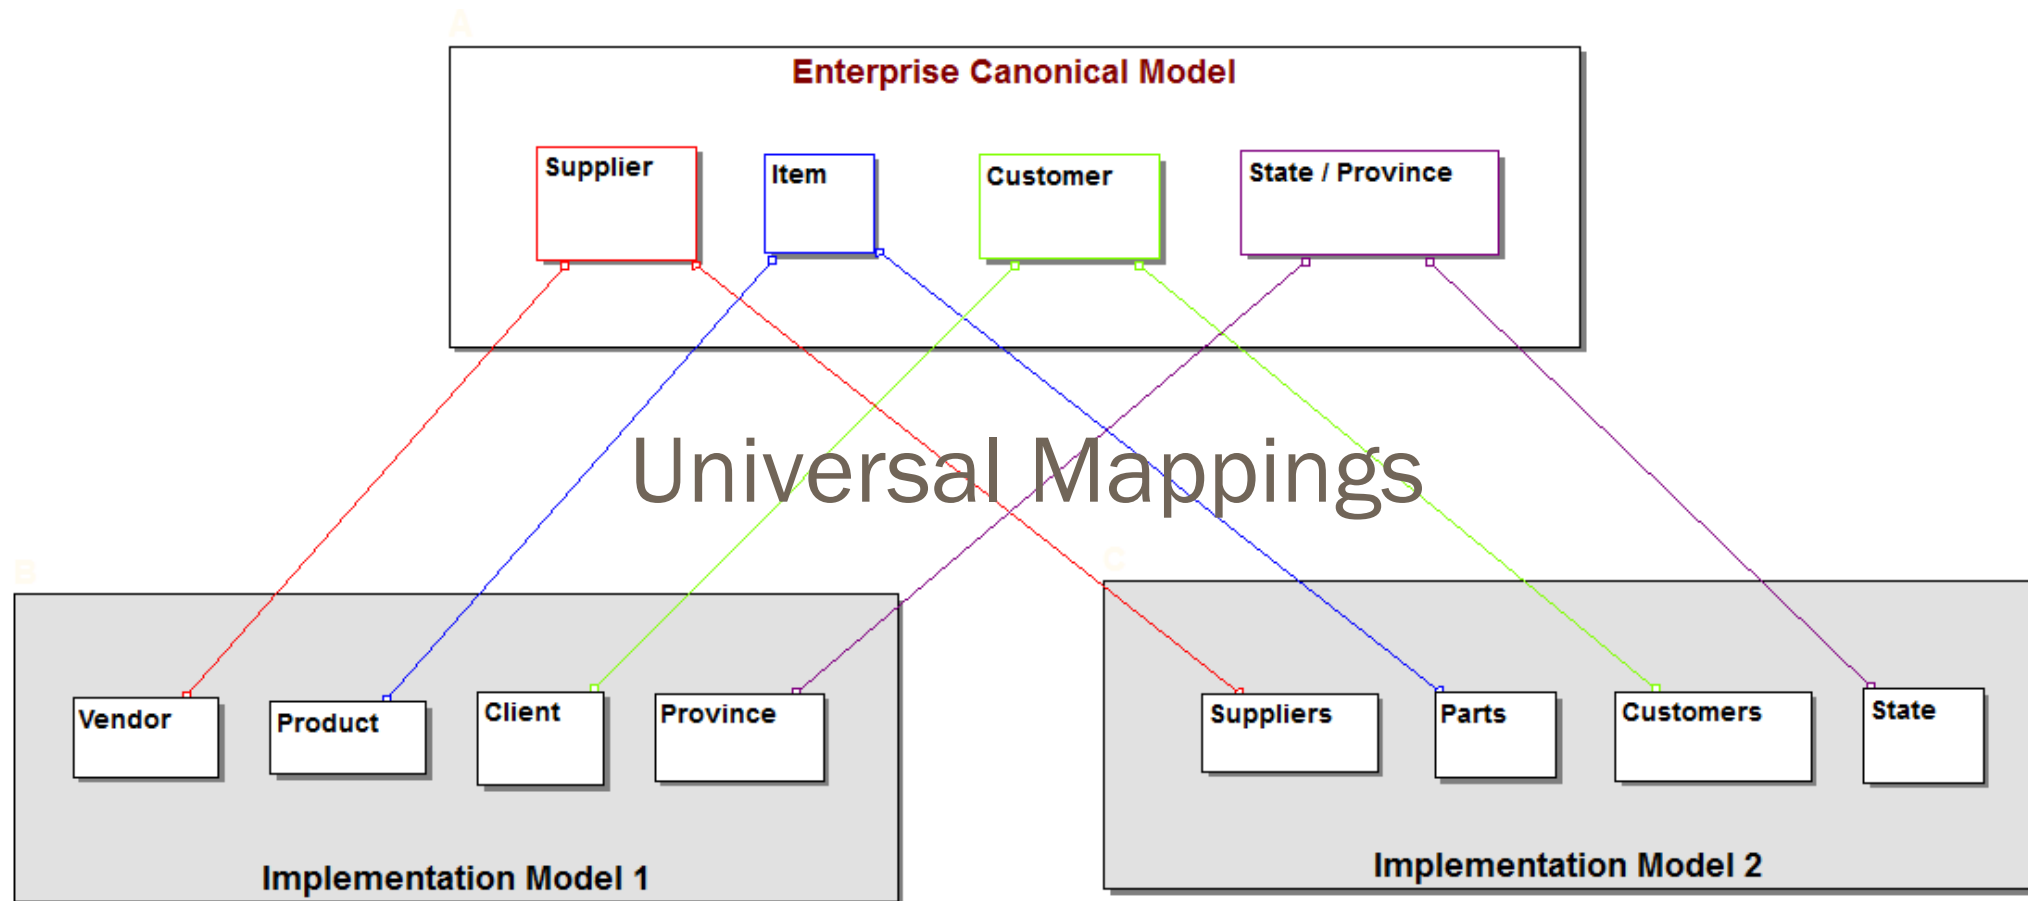 A
Enterprise Canonical Model
Supplier
Item
Customer
State / Province
Universal Mappings
B
C
Vendor
Product
Client
Province
Suppliers
Parts
Customers
State
Implementation Model 1
Implementation Model 2